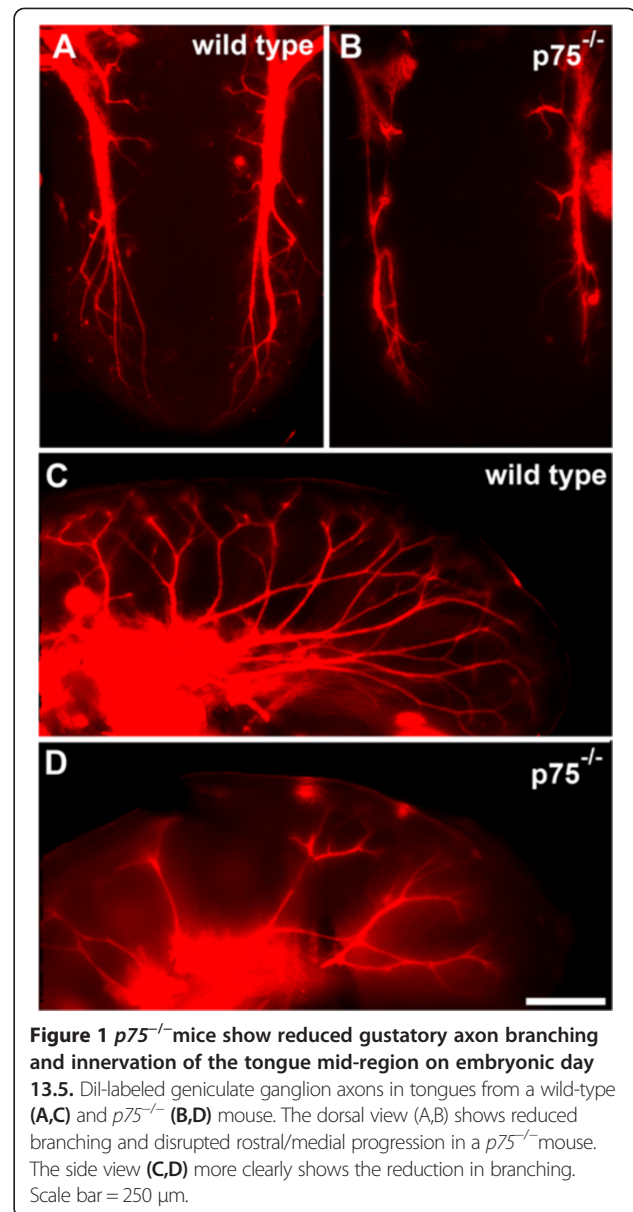 A wild type
B p75-/-
C wild type
D p75-/-
Figure 1 p75−/−mice show reduced gustatory axon branching
and innervation of the tongue mid-region on embryonic day
13.5. DiI-labeled geniculate ganglion axons in tongues from a wild-type
(A,C) and p75−/− (B,D) mouse. The dorsal view (A,B) shows reduced
branching and disrupted rostral/medial progression in a p75−/−mouse.
The side view (C,D) more clearly shows the reduction in branching.
Scale bar = 250 μm.